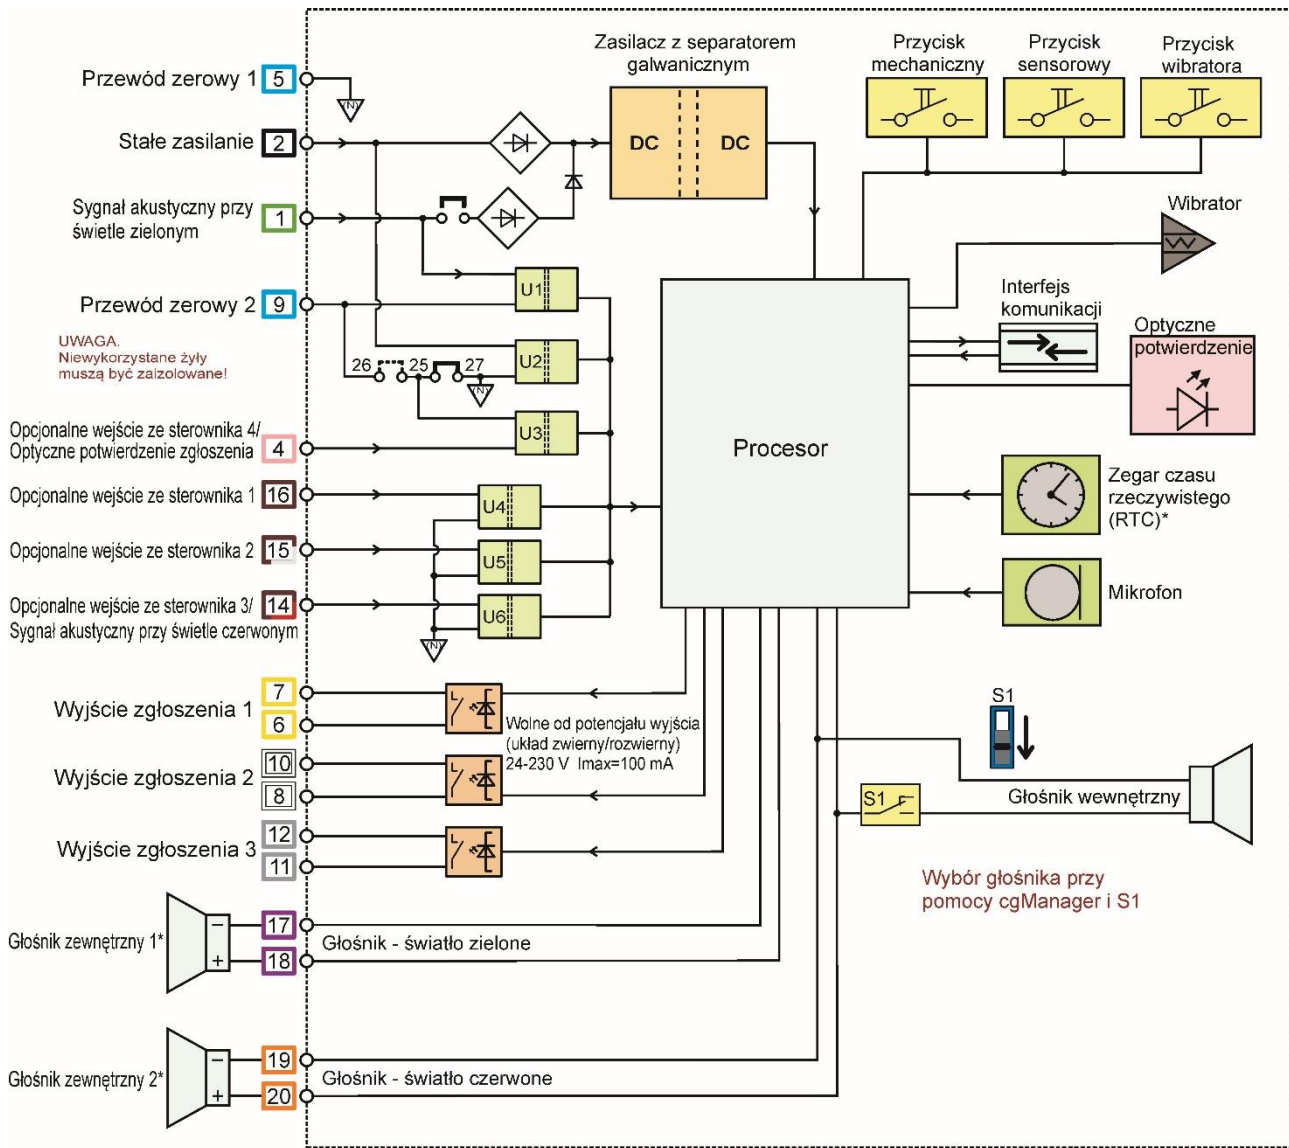 Zasilacz z separatorem
galwanicznym
Przycisk
mechaniczny
Przycisk
sensorowy
Przycisk
wibratora
Przewód zerowy 1
5
(N)
Stałe zasilanie
2
DC
DC
Sygnał akustyczny przy
świetle zielonym
1
Wibrator
Przewód zerowy 2
9
U1
Interfejs
komunikacji
Optyczne
potwierdzenie
UWAGA.
Niewykorzystane żyły
muszą być zaizolowane!
26
25
27
U2
(N)
Opcjonalne wejście ze sterownika 4/
Optyczne potwierdzenie zgłoszenia
4
U3
Procesor
Opcjonalne wejście ze sterownika 1
16
U4
Zegar czasu
rzeczywistego
(RTC)*
Opcjonalne wejście ze sterownika 2
15
U5
Mikrofon
Opcjonalne wejście ze sterownika 3/
Sygnał akustyczny przy świetle czerwonym
14
U6
(N)
Wyjście zgłoszenia 1
7
6
Wolne od potencjału wyjścia
(układ zwierny/rozwierny)
24-230 V Imax=100 mA
S1
Wyjście zgłoszenia 2
10
8
S1
Głośnik wewnętrzny
Wyjście zgłoszenia 3
12
11
Wybór głośnika przy
pomocy cgManager i S1
Głośnik zewnętrzny 1*
−
+
17
18
Głośnik - światło zielone
Głośnik zewnętrzny 2*
−
+
19
20
Głośnik - światło czerwone